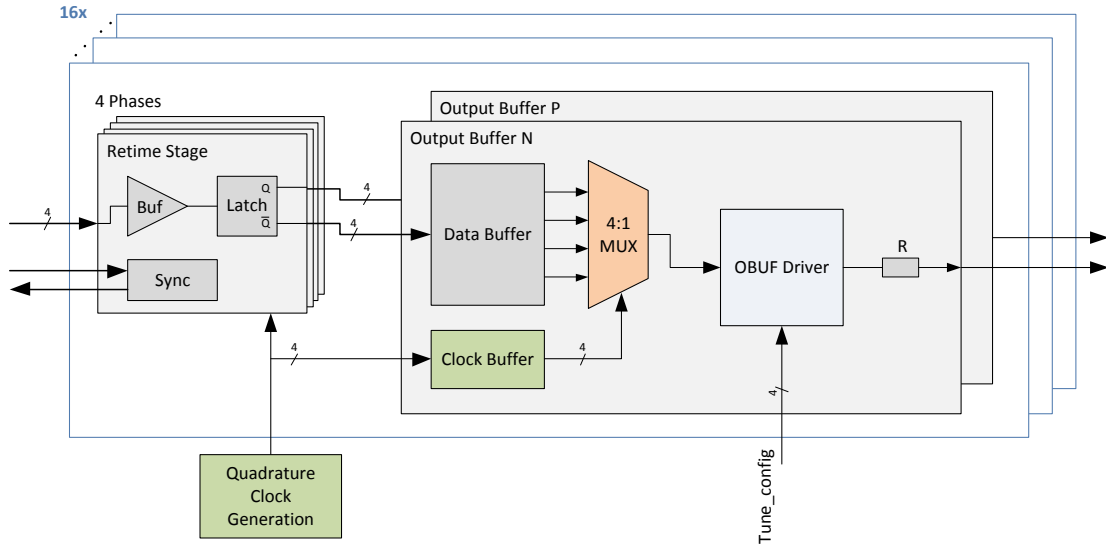 16x
4 Phases
Output Buffer P
Output Buffer N
Retime Stage
Buf
Latch
Q
Q̅
Sync
4
4
4
Data Buffer
4:1
MUX
OBUF Driver
R
Clock Buffer
4
4
4
Quadrature
Clock
Generation
Tune_config